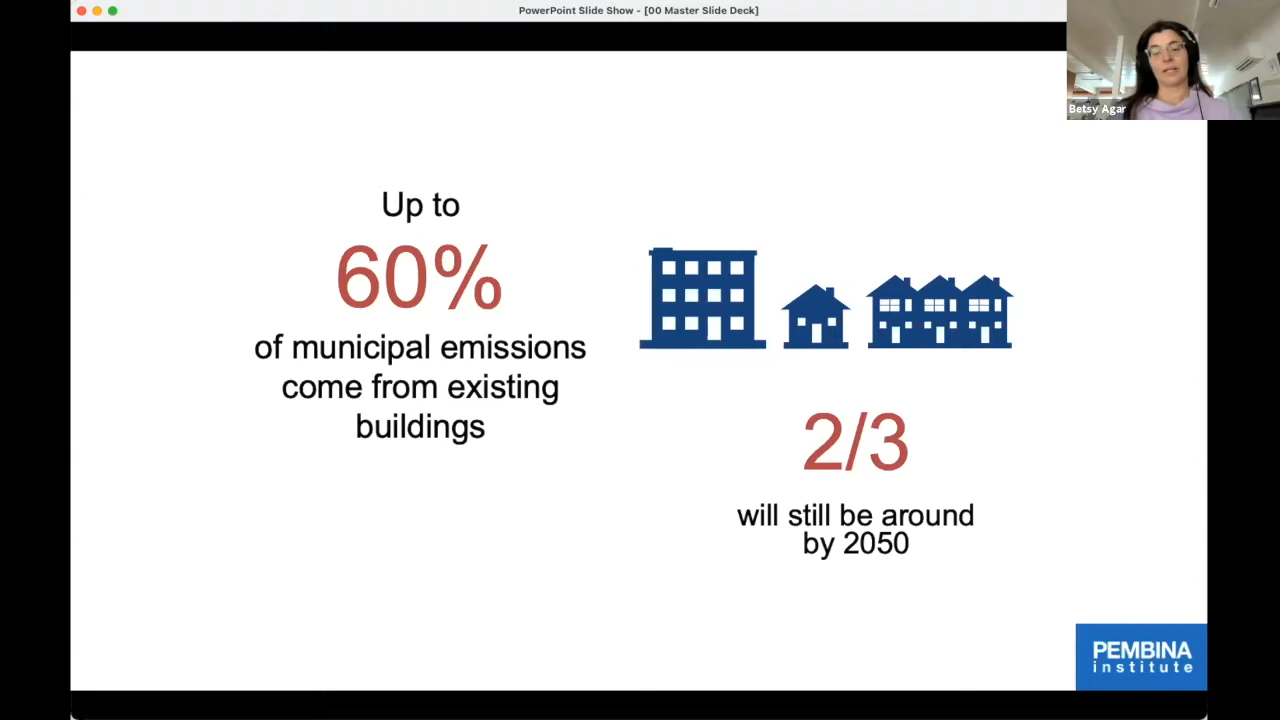 PowerPoint Slide Show - [00 Master Slide Deck]
Betsy Agar
Up to
60%
of municipal emissions
come from existing
buildings
2/3
will still be around
by 2050
PEMBINA
institute